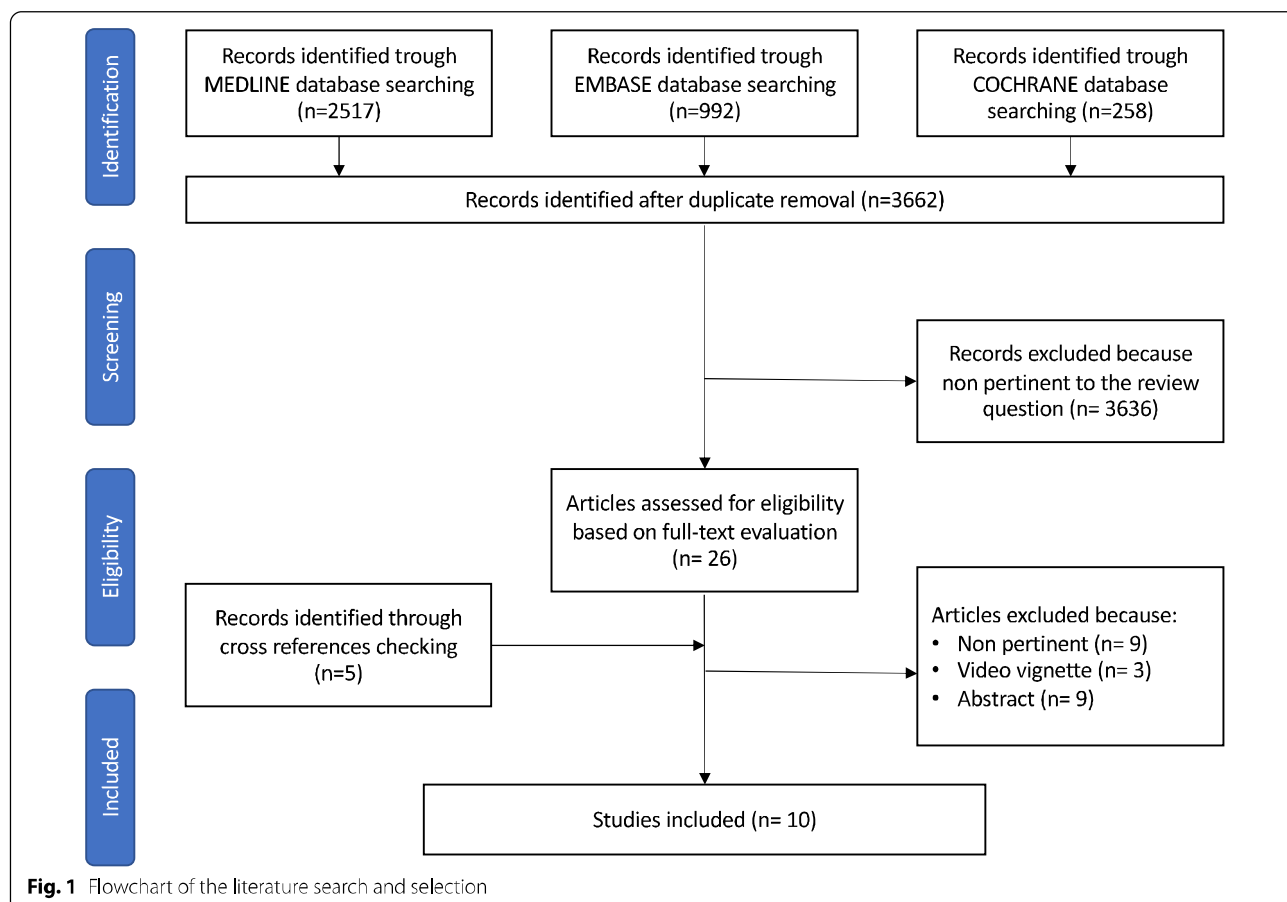 Identification
Records identified trough
MEDLINE database searching
(n=2517)
Records identified trough
EMBASE database searching
(n=992)
Records identified trough
COCHRANE database
searching (n=258)
Records identified after duplicate removal (n=3662)
Screening
Records excluded because
non pertinent to the review
question (n= 3636)
Eligibility
Articles assessed for eligibility
based on full-text evaluation
(n= 26)
Records identified through
cross references checking
(n=5)
Articles excluded because:
• Non pertinent (n= 9)
• Video vignette (n= 3)
• Abstract (n= 9)
Included
Studies included (n= 10)
Fig. 1 Flowchart of the literature search and selection